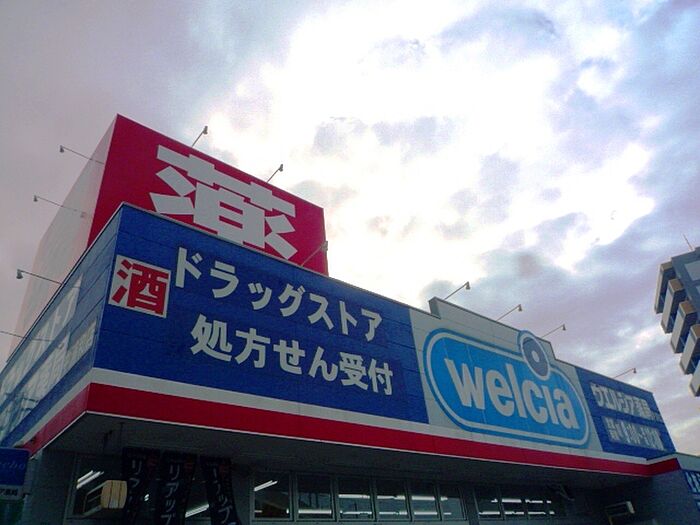 薬
酒
ドラッグストア
処方せん受付
welcia